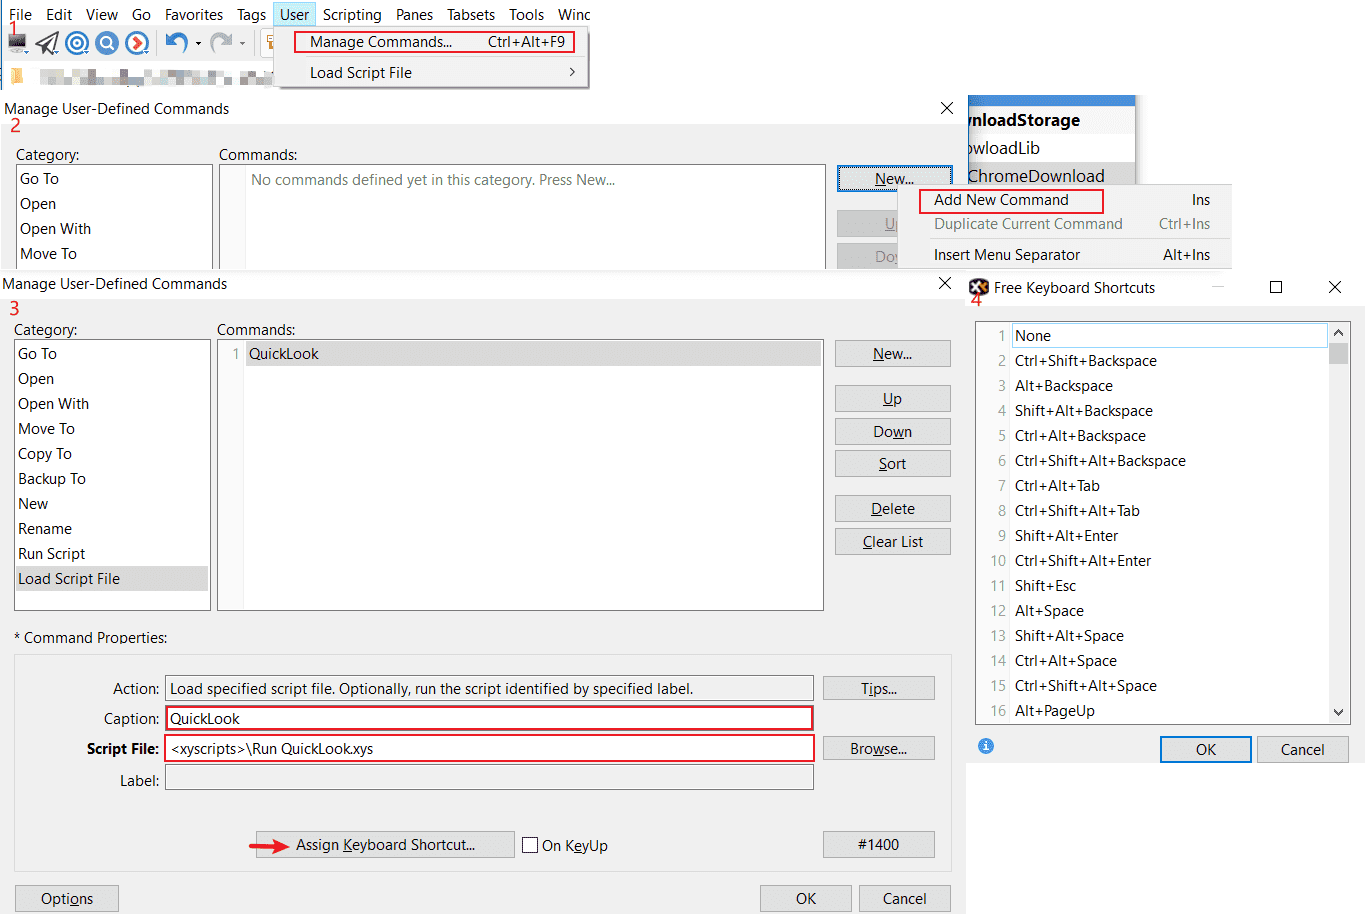 File Edit View Go Favorites Tags User Scripting Panes Tabsets Tools Winc
1
Manage Commands... Ctrl+Alt+F9
Load Script File
Manage User-Defined Commands
2
Category:
Commands:
Go To
Open
Open With
Move To
No commands defined yet in this category. Press New...
New...
wnloadStorage
owloadLib
ChromeDownload
Add New Command Ins
Duplicate Current Command Ctrl+Ins
Insert Menu Separator Alt+Ins
Manage User-Defined Commands
3
Category:
Commands:
Go To
Open
Open With
Move To
Copy To
Backup To
New
Rename
Run Script
Load Script File
1 QuickLook
New...
Up
Down
Sort
Delete
Clear List
* Command Properties:
Action: Load specified script file. Optionally, run the script identified by specified label.
Tips...
Caption: QuickLook
Script File: <xyscripts>\Run QuickLook.xys
Browse...
Label:
Assign Keyboard Shortcut...
On KeyUp
#1400
Options
OK
Cancel
4
Free Keyboard Shortcuts
1 None
2 Ctrl+Shift+Backspace
3 Alt+Backspace
4 Shift+Alt+Backspace
5 Ctrl+Alt+Backspace
6 Ctrl+Shift+Alt+Backspace
7 Ctrl+Alt+Tab
8 Ctrl+Shift+Alt+Tab
9 Shift+Alt+Enter
10 Ctrl+Shift+Alt+Enter
11 Shift+Esc
12 Alt+Space
13 Shift+Alt+Space
14 Ctrl+Alt+Space
15 Ctrl+Shift+Alt+Space
16 Alt+PageUp
OK
Cancel